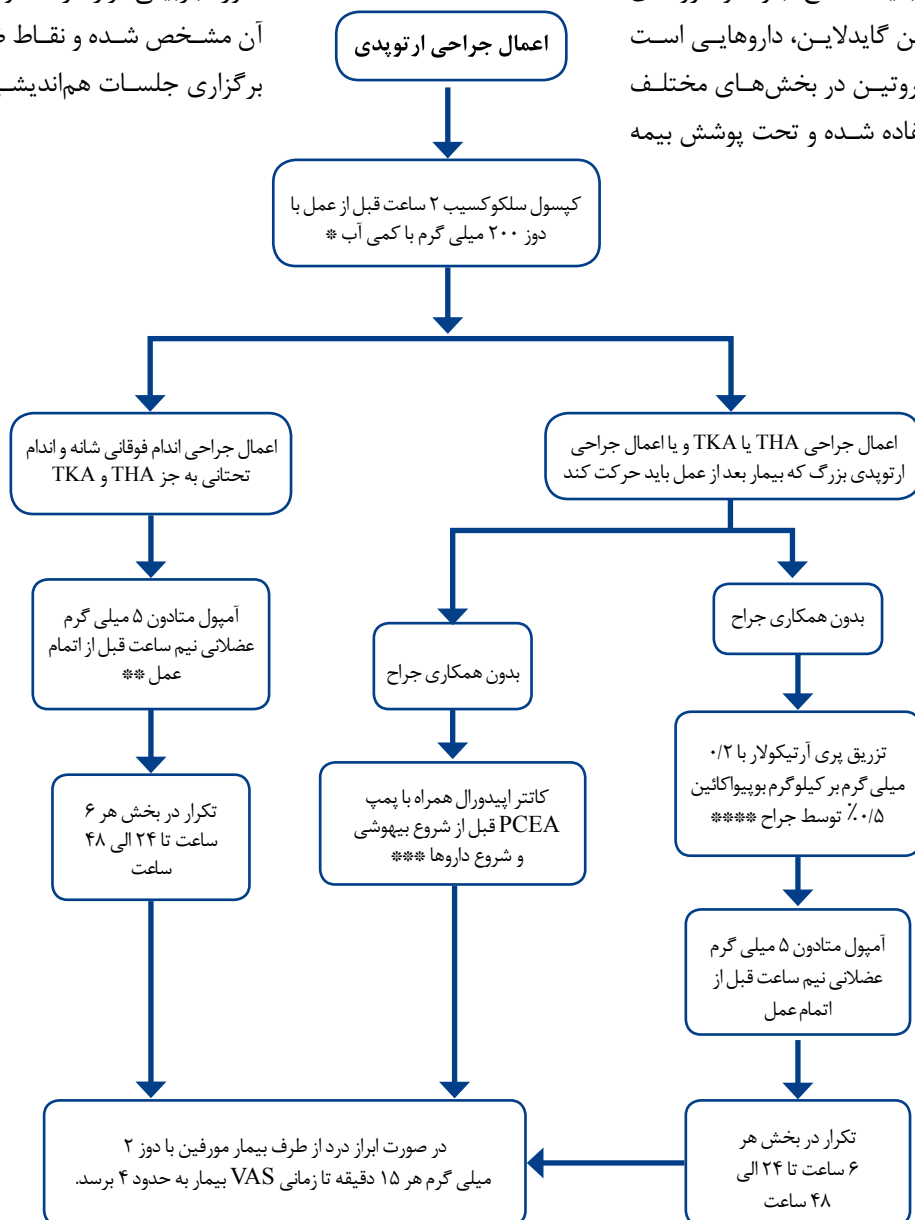 آن مشخص شده و نقاط
برگزاری جلسات هم‌اندیشی
گایدلاین، داروهایی است
روتین در بخش‌های مختلف
شده و تحت پوشش بیمه
اعمال جراحی ارتوپدی
کپسول سلکوکسیب ۲ ساعت قبل از عمل با
دوز ۲۰۰ میلی گرم با کمی آب *
اعمال جراحی THA یا TKA و یا اعمال جراحی
ارتوپدی بزرگ که بیمار بعد از عمل باید حرکت کند
اعمال جراحی اندام فوقانی شانه و اندام
تحتانی به جز THA و TKA
بدون همکاری جراح
بدون همکاری جراح
آمپول متادون ۵ میلی گرم
عضلانی نیم ساعت قبل از اتمام
عمل **
تزریق پری آرتیکولار با ۰/۲
میلی گرم بر کیلوگرم بوپیواکائین
۰/۵٪ توسط جراح ****
کاتتر اپیدورال همراه با پمپ
PCEA قبل از شروع بیهوشی
و شروع داروها ***
تکرار در بخش هر ۶
ساعت تا ۲۴ الی ۴۸
ساعت
آمپول متادون ۵ میلی گرم
عضلانی نیم ساعت قبل از
اتمام عمل
تکرار در بخش هر
۶ ساعت تا ۲۴ الی
۴۸ ساعت
در صورت ابراز درد از طرف بیمار مورفین با دوز ۲
میلی گرم هر ۱۵ دقیقه تا زمانی VAS بیمار به حدود ۴ برسد.